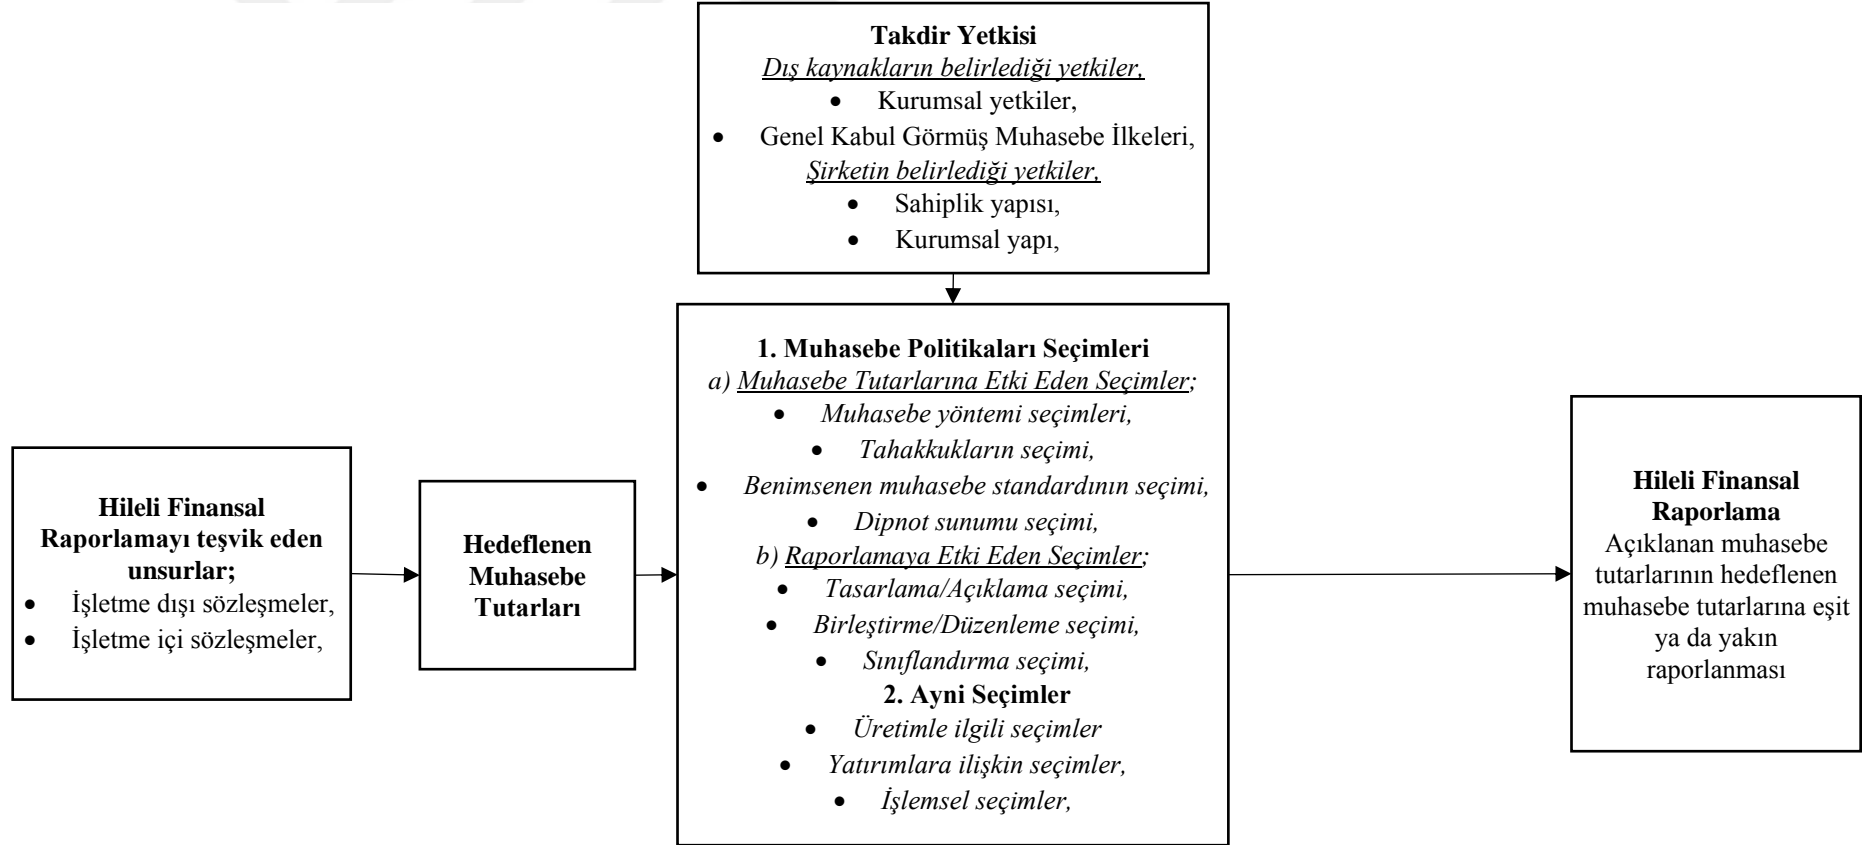 Takdir Yetkisi
Dış kaynakların belirlediği yetkiler,
• Kurumsal yetkiler,
• Genel Kabul Görmüş Muhasebe İlkeleri,
Şirketin belirlediği yetkiler,
• Sahiplik yapısı,
• Kurumsal yapı,
Hileli Finansal
Raporlamayı teşvik eden
unsurlar;
• İşletme dışı sözleşmeler,
• İşletme içi sözleşmeler,
Hedeflenen
Muhasebe
Tutarları
1. Muhasebe Politikaları Seçimleri
a) Muhasebe Tutarlarına Etki Eden Seçimler;
• Muhasebe yöntemi seçimleri,
• Tahakkukların seçimi,
• Benimsenen muhasebe standardının seçimi,
• Dipnot sunumu seçimi,
b) Raporlamaya Etki Eden Seçimler;
• Tasarlama/Açıklama seçimi,
• Birleştirme/Düzenleme seçimi,
• Sınıflandırma seçimi,
2. Ayni Seçimler
• Üretimle ilgili seçimler
• Yatırımlara ilişkin seçimler,
• İşlemsel seçimler,
Hileli Finansal
Raporlama
Açıklanan muhasebe
tutarlarının hedeflenen
muhasebe tutarlarına eşit
ya da yakın
raporlanması